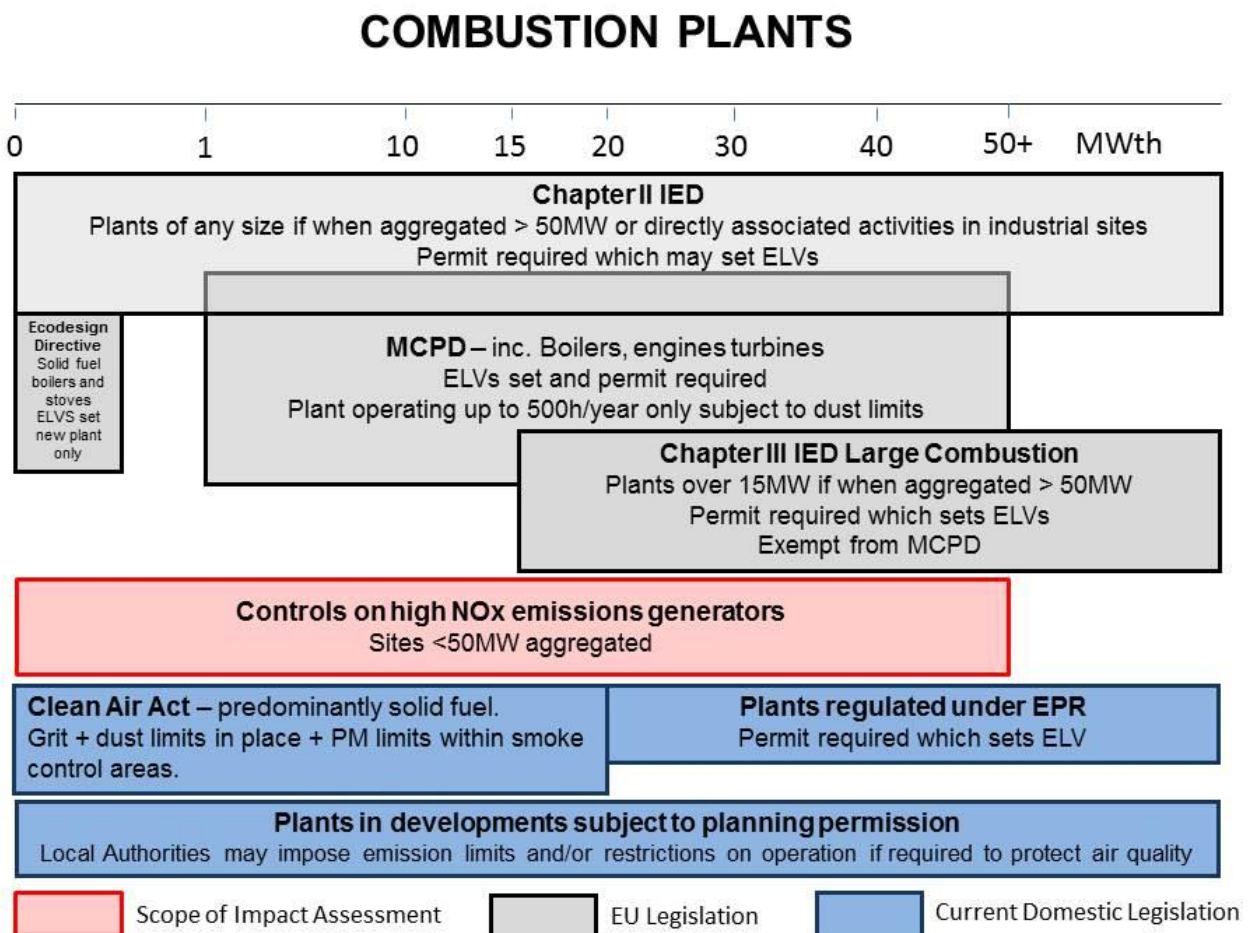 COMBUSTION PLANTS
0 1 10 15 20 30 40 50+ MWth
Chapter II IED
Plants of any size if when aggregated > 50MW or directly associated activities in industrial sites
Permit required which may set ELVs
Ecodesign
Directive
Solid fuel
boilers and
stoves
ELVS set
new plant
only
MCPD – inc. Boilers, engines turbines
ELVs set and permit required
Plant operating up to 500h/year only subject to dust limits
Chapter III IED Large Combustion
Plants over 15MW if when aggregated > 50MW
Permit required which sets ELVs
Exempt from MCPD
Controls on high NOx emissions generators
Sites <50MW aggregated
Clean Air Act – predominantly solid fuel.
Grit + dust limits in place + PM limits within smoke
control areas.
Plants regulated under EPR
Permit required which sets ELV
Plants in developments subject to planning permission
Local Authorities may impose emission limits and/or restrictions on operation if required to protect air quality
Scope of Impact Assessment
EU Legislation
Current Domestic Legislation